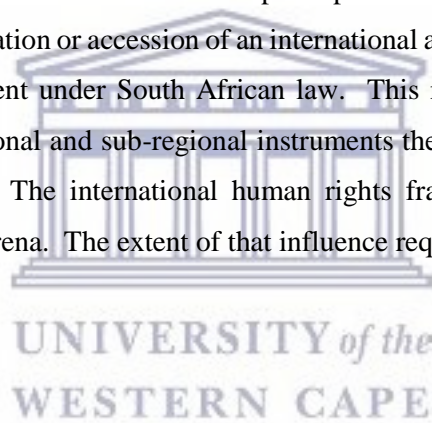 ation or accession of an international a
ent under South African law. This
onal and sub-regional instruments the
The international human rights fra
rena. The extent of that influence req
UNIVERSITY of the
WESTERN CAPE